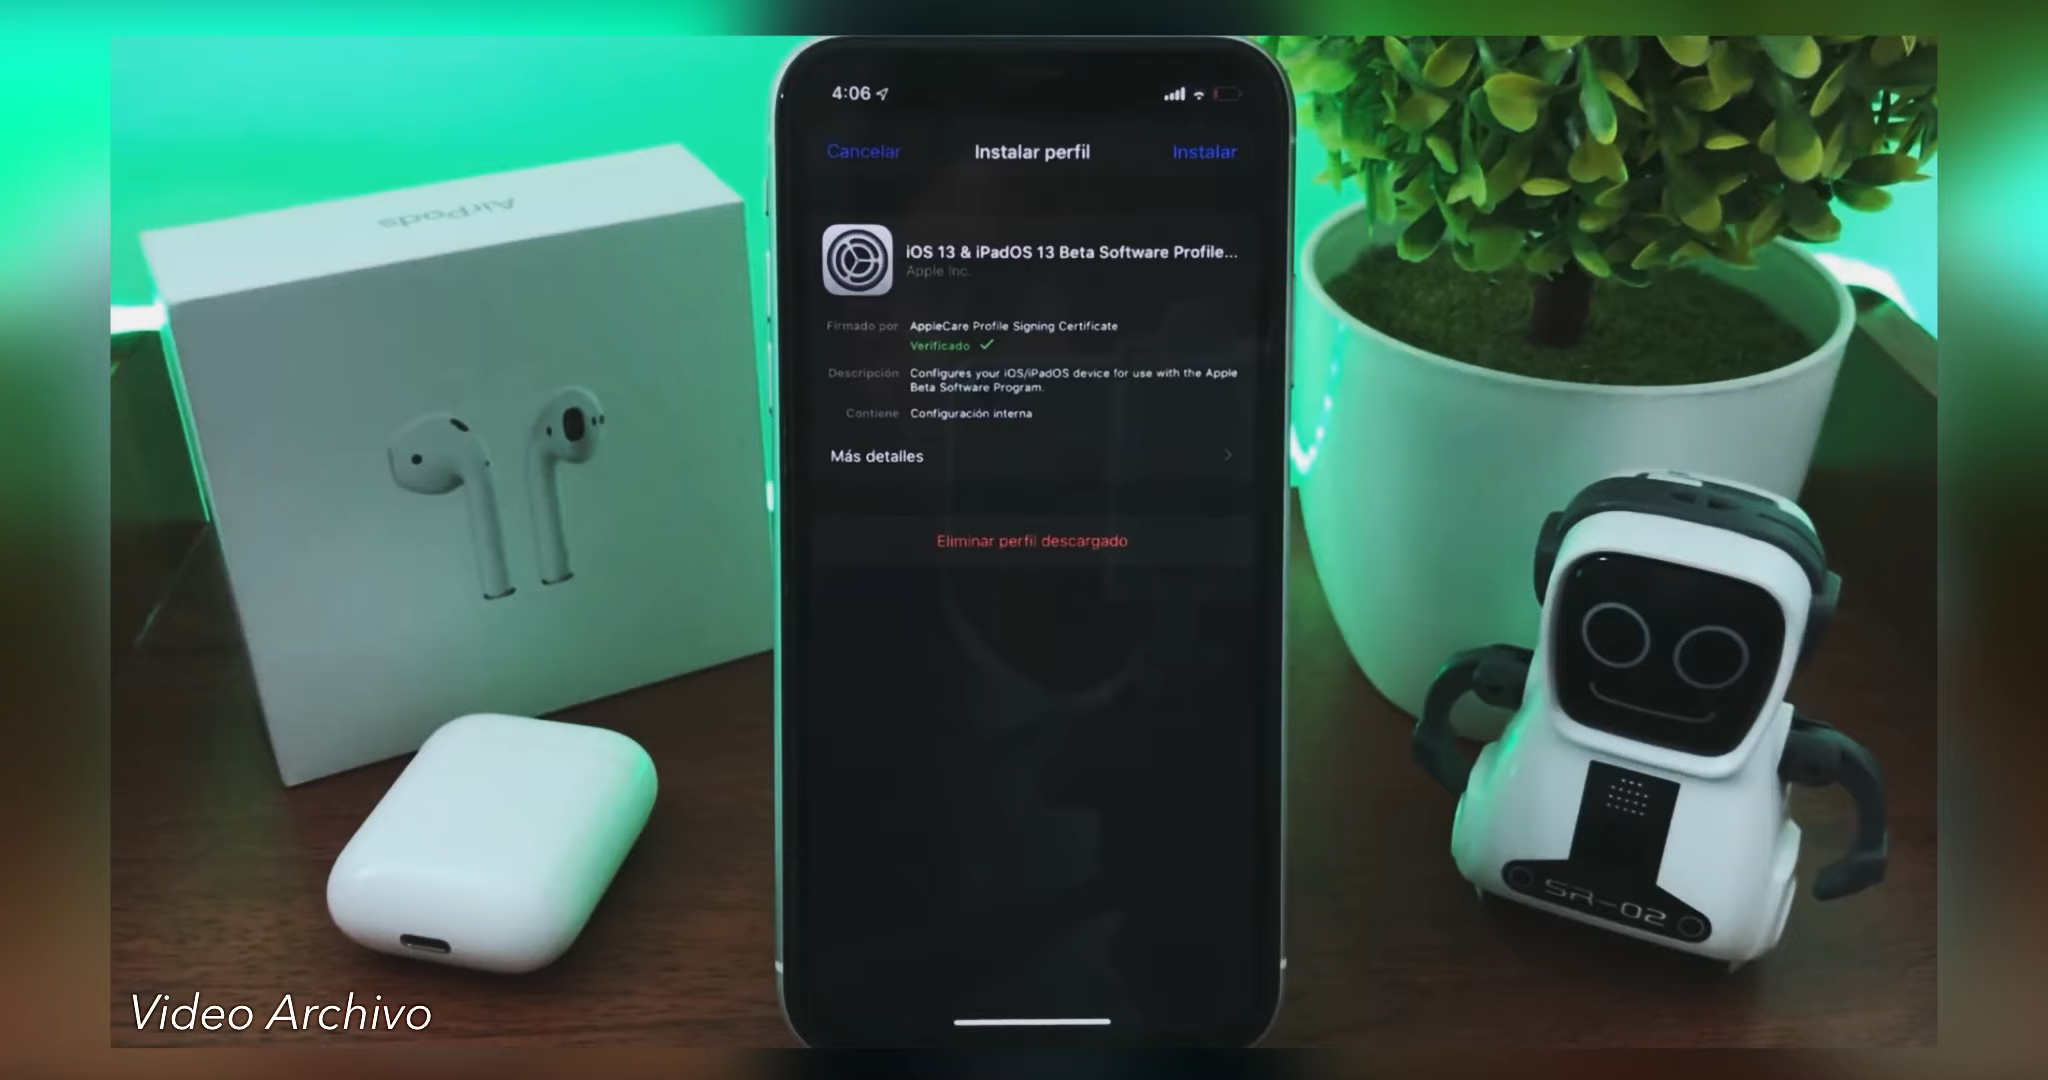 AirPods
4:06
Cancelar
Instalar perfil
Instalar
iOS 13 & iPadOS 13 Beta Software Profile...
Apple Inc.
Firmado por
AppleCare Profile Signing Certificate
Verificado
Descripción
Configures your iOS/iPadOS device for use with the Apple
Beta Software Program.
Contiene
Configuración interna
Más detalles
Eliminar perfil descargado
SR-02
Video Archivo